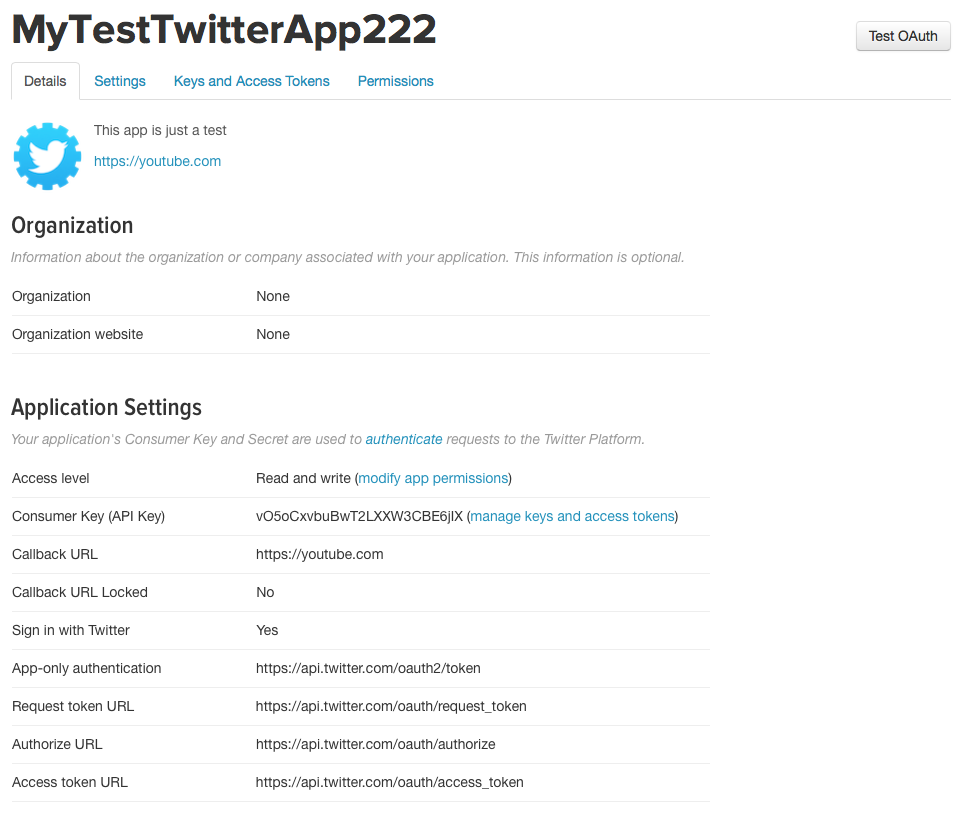 MyTestTwitterApp222
Test OAuth
Details Settings Keys and Access Tokens Permissions
This app is just a test
https://youtube.com
Organization
Information about the organization or company associated with your application. This information is optional.
Organization None
Organization website None
Application Settings
Your application's Consumer Key and Secret are used to authenticate requests to the Twitter Platform.
Access level Read and write (modify app permissions)
Consumer Key (API Key) vO5oCxvbuBwT2LXXW3CBE6jIX (manage keys and access tokens)
Callback URL https://youtube.com
Callback URL Locked No
Sign in with Twitter Yes
App-only authentication https://api.twitter.com/oauth2/token
Request token URL https://api.twitter.com/oauth/request_token
Authorize URL https://api.twitter.com/oauth/authorize
Access token URL https://api.twitter.com/oauth/access_token